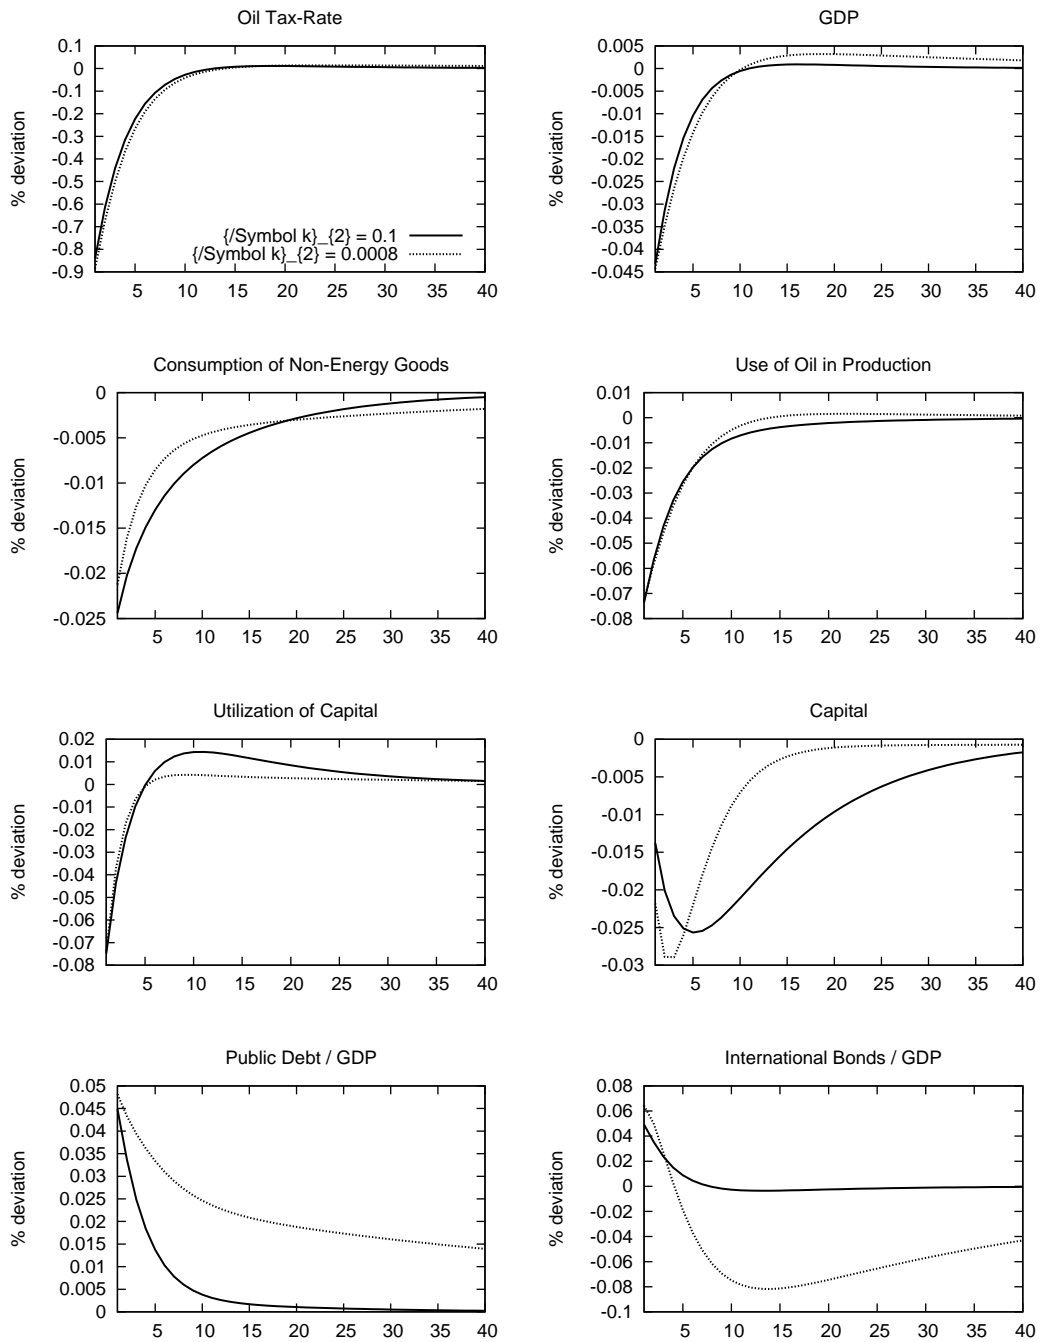 Oil Tax-Rate
% deviation
0.1
0
-0.1
-0.2
-0.3
-0.4
-0.5
-0.6
-0.7
-0.8
-0.9
{/Symbol k}_{2} = 0.1
{/Symbol k}_{2} = 0.0008
5 10 15 20 25 30 35 40
GDP
% deviation
0.005
0
-0.005
-0.01
-0.015
-0.02
-0.025
-0.03
-0.035
-0.04
-0.045
5 10 15 20 25 30 35 40
Consumption of Non-Energy Goods
% deviation
0
-0.005
-0.01
-0.015
-0.02
-0.025
5 10 15 20 25 30 35 40
Use of Oil in Production
% deviation
0.01
0
-0.01
-0.02
-0.03
-0.04
-0.05
-0.06
-0.07
-0.08
5 10 15 20 25 30 35 40
Utilization of Capital
% deviation
0.02
0.01
0
-0.01
-0.02
-0.03
-0.04
-0.05
-0.06
-0.07
-0.08
5 10 15 20 25 30 35 40
Capital
% deviation
0
-0.005
-0.01
-0.015
-0.02
-0.025
-0.03
5 10 15 20 25 30 35 40
Public Debt / GDP
% deviation
0.05
0.045
0.04
0.035
0.03
0.025
0.02
0.015
0.01
0.005
0
5 10 15 20 25 30 35 40
International Bonds / GDP
% deviation
0.08
0.06
0.04
0.02
0
-0.02
-0.04
-0.06
-0.08
-0.1
5 10 15 20 25 30 35 40